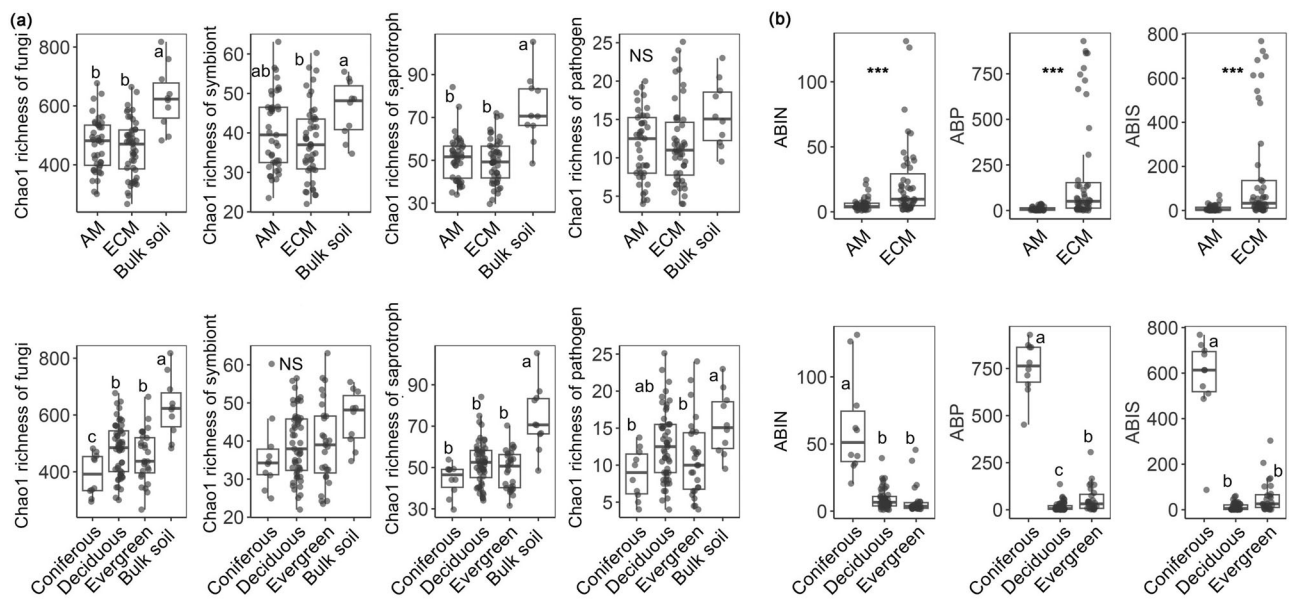 (a)
Chao1 richness of fungi
800
600
400
b
b
a
AM
ECM
Bulk soil
Chao1 richness of symbiont
60
50
40
30
20
ab
b
a
AM
ECM
Bulk soil
Chao1 richness of saprotroph
90
70
50
30
b
b
a
AM
ECM
Bulk soil
Chao1 richness of pathogen
25
20
15
10
5
NS
AM
ECM
Bulk soil
(b)
ABIN
100
50
0
***
AM
ECM
ABP
750
500
250
0
***
AM
ECM
ABIS
800
600
400
200
0
***
AM
ECM
Chao1 richness of fungi
800
600
400
c
b
b
a
Coniferous
Deciduous
Evergreen
Bulk soil
Chao1 richness of symbiont
60
50
40
30
20
NS
Coniferous
Deciduous
Evergreen
Bulk soil
Chao1 richness of saprotroph
90
70
50
30
b
b
b
a
Coniferous
Deciduous
Evergreen
Bulk soil
Chao1 richness of pathogen
25
20
15
10
5
b
ab
b
a
Coniferous
Deciduous
Evergreen
Bulk soil
ABIN
100
50
0
a
b
b
Coniferous
Deciduous
Evergreen
ABP
750
500
250
0
a
c
b
Coniferous
Deciduous
Evergreen
ABIS
800
600
400
200
0
a
b
b
Coniferous
Deciduous
Evergreen